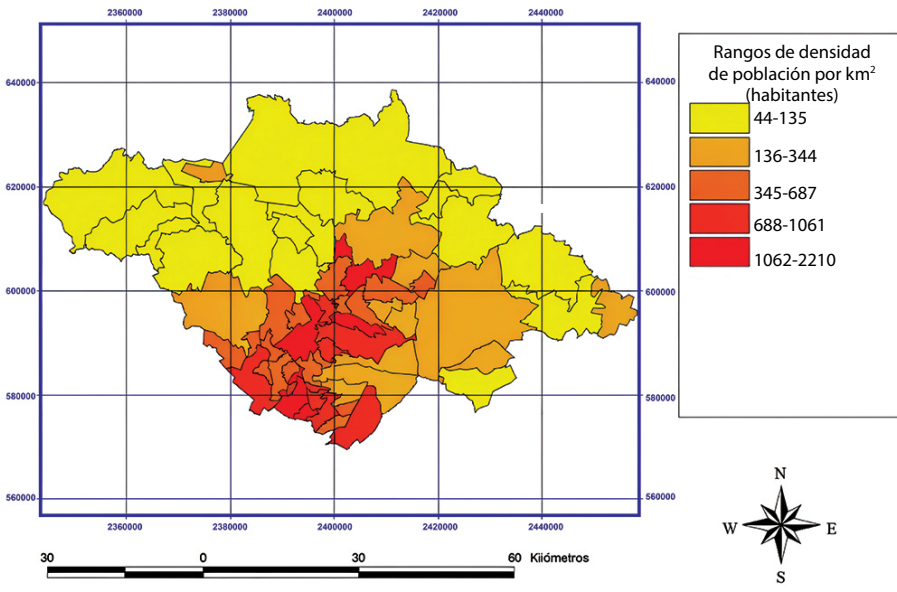 2360000 2380000 2400000 2420000 2440000
640000 640000
620000 620000
600000 600000
580000 580000
560000 560000
2360000 2380000 2400000 2420000 2440000
30 0 30 60 Kiiómetros
Rangos de densidad
de población por km²
(habitantes)
44-135
136-344
345-687
688-1061
1062-2210
N
W E
S